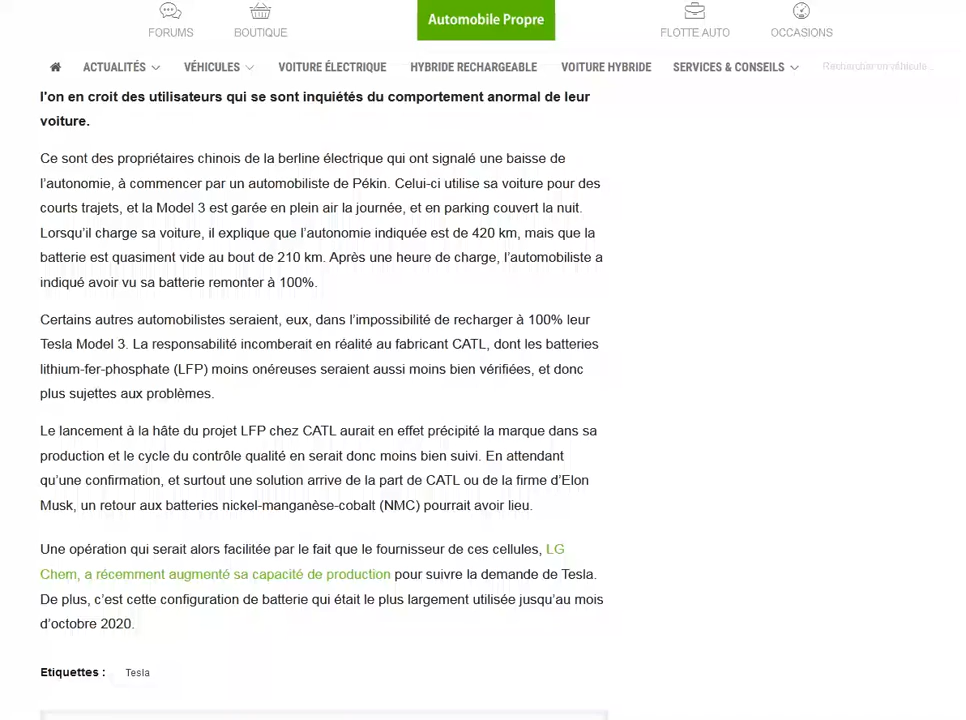 FORUMS BOUTIQUE Automobile Propre FLOTTE AUTO OCCASIONS
ACTUALITÉS VÉHICULES VOITURE ÉLECTRIQUE HYBRIDE RECHARGEABLE VOITURE HYBRIDE SERVICES & CONSEILS
l'on en croit des utilisateurs qui se sont inquiétés du comportement anormal de leur
voiture.
Ce sont des propriétaires chinois de la berline électrique qui ont signalé une baisse de
l’autonomie, à commencer par un automobiliste de Pékin. Celui-ci utilise sa voiture pour des
courts trajets, et la Model 3 est garée en plein air la journée, et en parking couvert la nuit.
Lorsqu’il charge sa voiture, il explique que l’autonomie indiquée est de 420 km, mais que la
batterie est quasiment vide au bout de 210 km. Après une heure de charge, l’automobiliste a
indiqué avoir vu sa batterie remonter à 100%.
Certains autres automobilistes seraient, eux, dans l’impossibilité de recharger à 100% leur
Tesla Model 3. La responsabilité incomberait en réalité au fabricant CATL, dont les batteries
lithium-fer-phosphate (LFP) moins onéreuses seraient aussi moins bien vérifiées, et donc
plus sujettes aux problèmes.
Le lancement à la hâte du projet LFP chez CATL aurait en effet précipité la marque dans sa
production et le cycle du contrôle qualité en serait donc moins bien suivi. En attendant
qu’une confirmation, et surtout une solution arrive de la part de CATL ou de la firme d’Elon
Musk, un retour aux batteries nickel-manganèse-cobalt (NMC) pourrait avoir lieu.
Une opération qui serait alors facilitée par le fait que le fournisseur de ces cellules, LG
Chem, a récemment augmenté sa capacité de production pour suivre la demande de Tesla.
De plus, c’est cette configuration de batterie qui était le plus largement utilisée jusqu’au mois
d’octobre 2020.
Etiquettes : Tesla